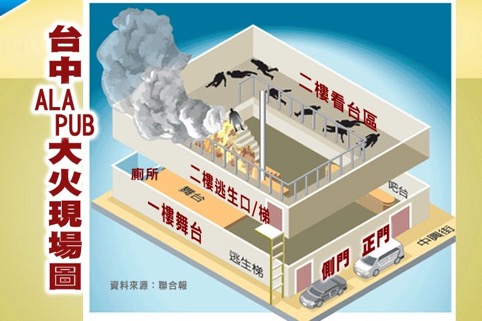 台中
ALA
PUB
大火現場圖
二樓看台區
廁所
二樓逃生口/梯
舞台
一樓舞台
吧台
逃生梯
側門
正門
中興街
資料來源：聯合報